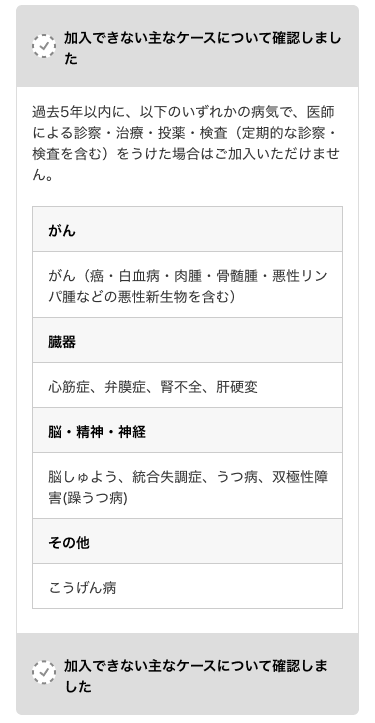 加入できない主なケースについて確認しまし
た
過去5年以内に、以下のいずれかの病気で、医師
による診察・治療・投薬・検査（定期的な診察・
検査を含む）をうけた場合はご加入いただけませ
ん。
がん
がん（癌・白血病・肉腫・骨髄腫・悪性リン
パ腫などの悪性新生物を含む）
臓器
心筋症、弁膜症、腎不全、肝硬変
脳・精神・神経
脳しゅよう、統合失調症、うつ病、双極性障
害(躁うつ病)
その他
こうげん病
加入できない主なケースについて確認しま
した